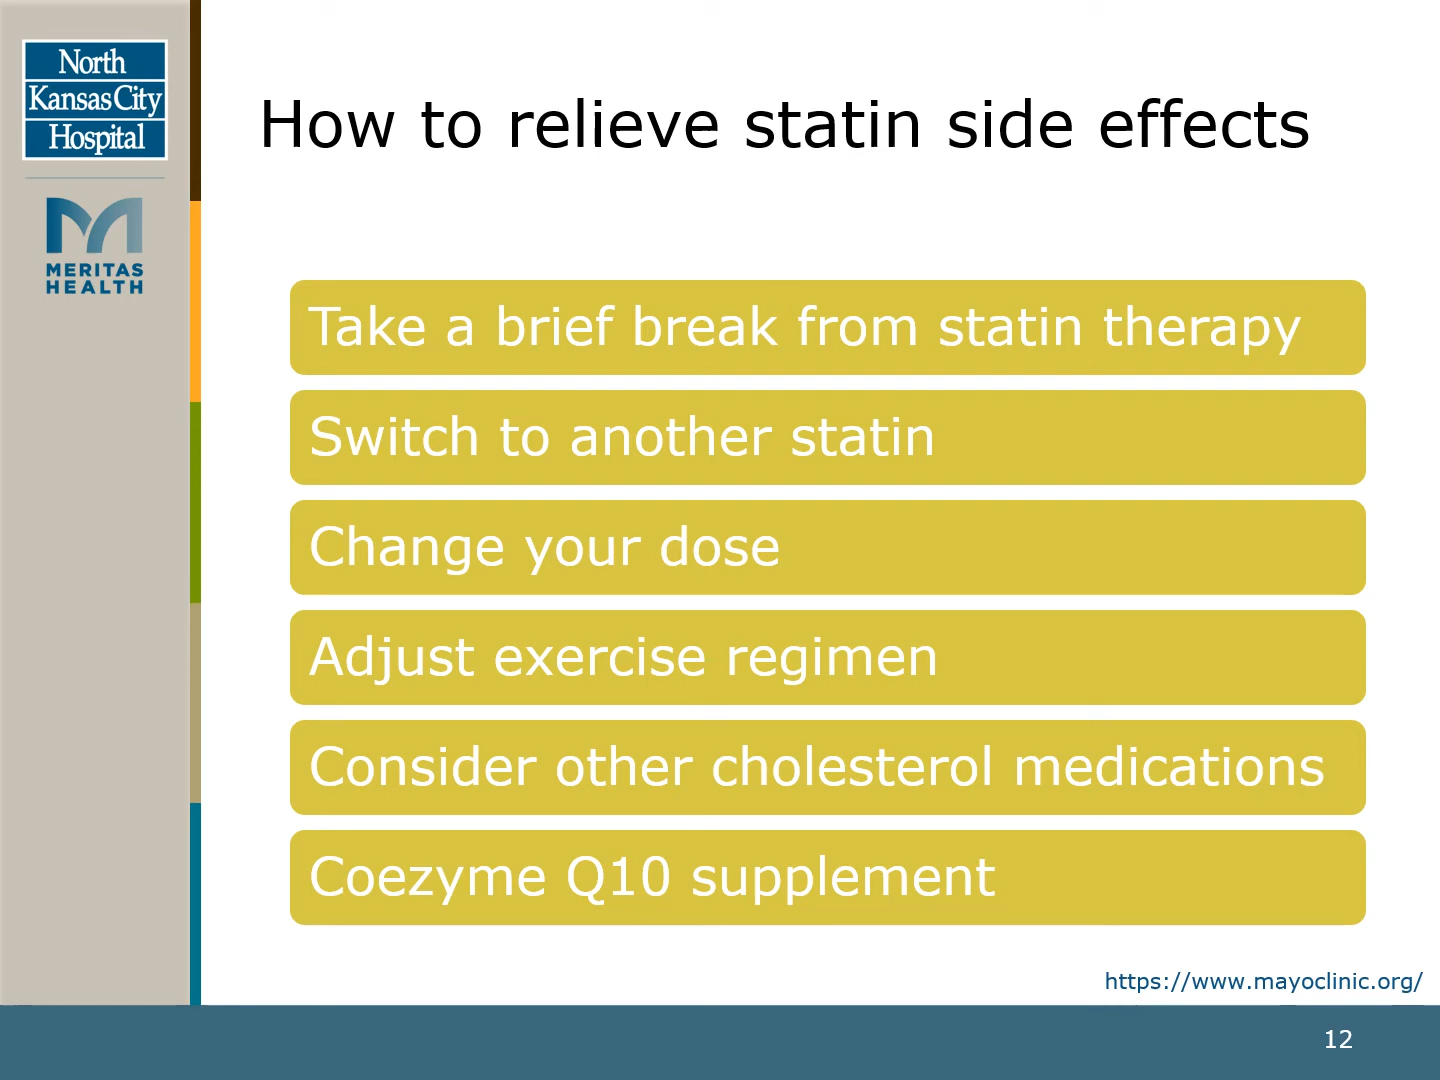 North
Kansas City
Hospital
MERITAS
HEALTH
How to relieve statin side effects
Take a brief break from statin therapy
Switch to another statin
Change your dose
Adjust exercise regimen
Consider other cholesterol medications
Coezyme Q10 supplement
https://www.mayoclinic.org/
12